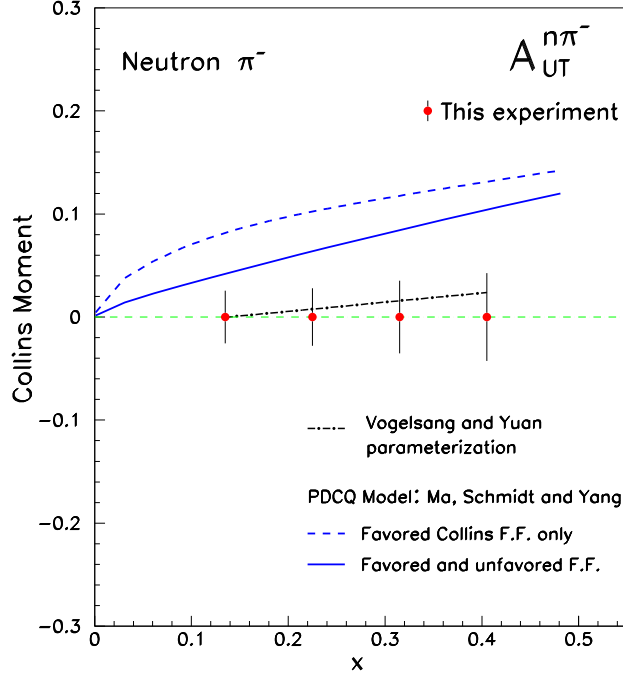 0.3
Neutron π⁻
A_UT^nπ⁻
0.2
This experiment
0.1
Collins Moment
0
−0.1
Vogelsang and Yuan
parameterization
PDCQ Model: Ma, Schmidt and Yang
−0.2
Favored Collins F.F. only
Favored and unfavored F.F.
−0.3
0 0.1 0.2 0.3 0.4 0.5
x